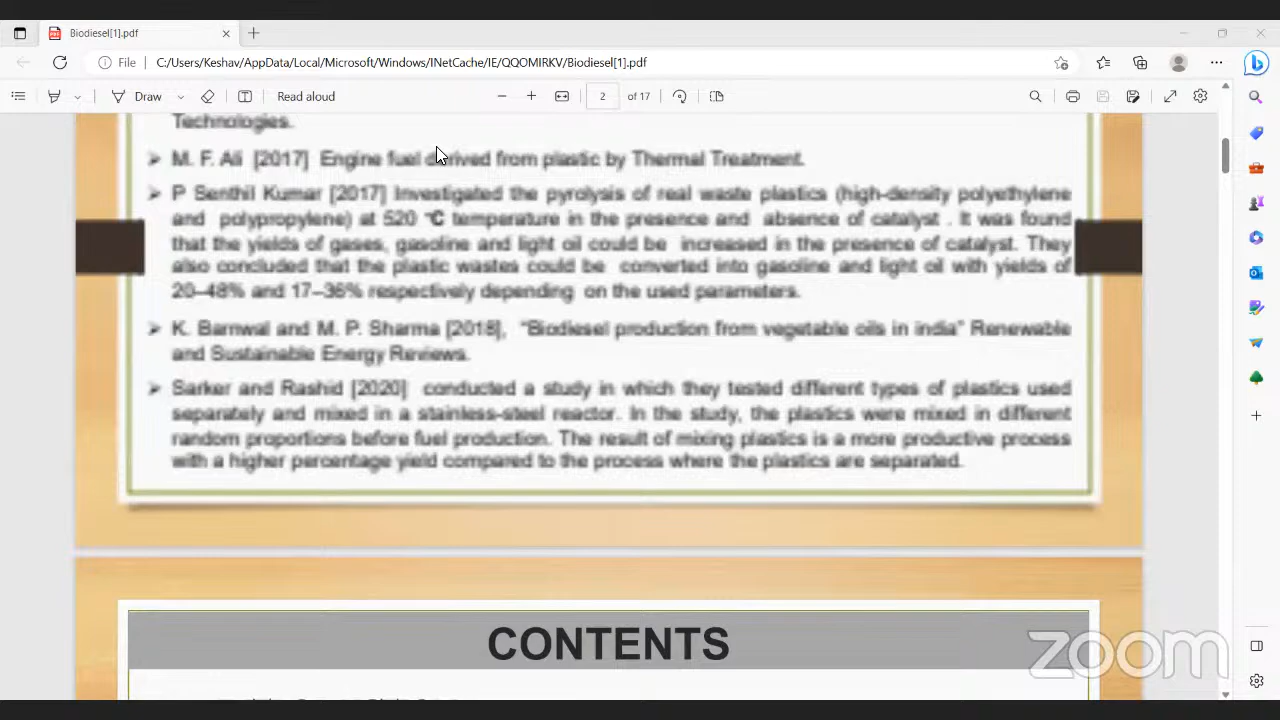 Biodiesel[1].pdf
File C:/Users/Keshav/AppData/Local/Microsoft/Windows/INetCache/IE/QQOMIRKV/Biodiesel[1].pdf
Draw Read aloud 2 of 17
Technologies.
M. F. Ali [2017] Engine fuel derived from plastic by Thermal Treatment.
P Senthil Kumar [2017] Investigated the pyrolysis of real waste plastics (high-density polyethylene
and polypropylene) at 520 °C temperature in the presence and absence of catalyst . It was found
that the yields of gases, gasoline and light oil could be increased in the presence of catalyst. They
also concluded that the plastic wastes could be converted into gasoline and light oil with yields of
20–48% and 17–36% respectively depending on the used parameters.
K. Barnwal and M. P. Sharma [2018], "Biodiesel production from vegetable oils in india" Renewable
and Sustainable Energy Reviews.
Sarker and Rashid [2020] conducted a study in which they tested different types of plastics used
separately and mixed in a stainless-steel reactor. In the study, the plastics were mixed in different
random proportions before fuel production. The result of mixing plastics is a more productive process
with a higher percentage yield compared to the process where the plastics are separated.
CONTENTS
zoom